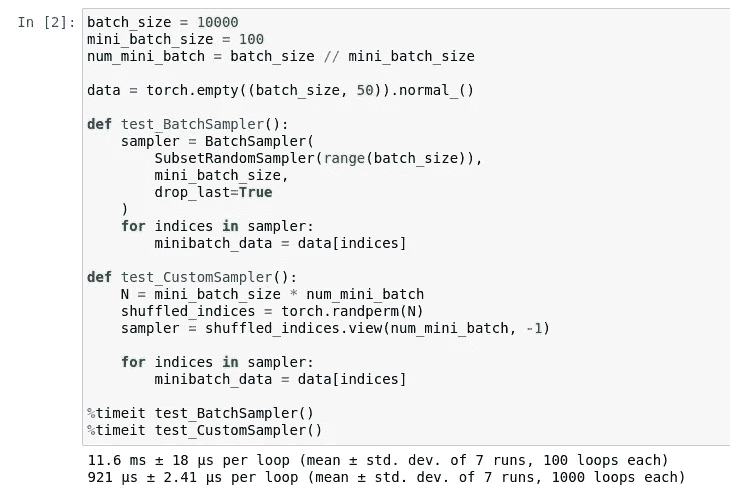 In [2]: batch_size = 10000
mini_batch_size = 100
num_mini_batch = batch_size // mini_batch_size
data = torch.empty((batch_size, 50)).normal_()
def test_BatchSampler():
    sampler = BatchSampler(
        SubsetRandomSampler(range(batch_size)),
        mini_batch_size,
        drop_last=True
    )
    for indices in sampler:
        minibatch_data = data[indices]
def test_CustomSampler():
    N = mini_batch_size * num_mini_batch
    shuffled_indices = torch.randperm(N)
    sampler = shuffled_indices.view(num_mini_batch, -1)
    for indices in sampler:
        minibatch_data = data[indices]
%timeit test_BatchSampler()
%timeit test_CustomSampler()
11.6 ms ± 18 µs per loop (mean ± std. dev. of 7 runs, 100 loops each)
921 µs ± 2.41 µs per loop (mean ± std. dev. of 7 runs, 1000 loops each)